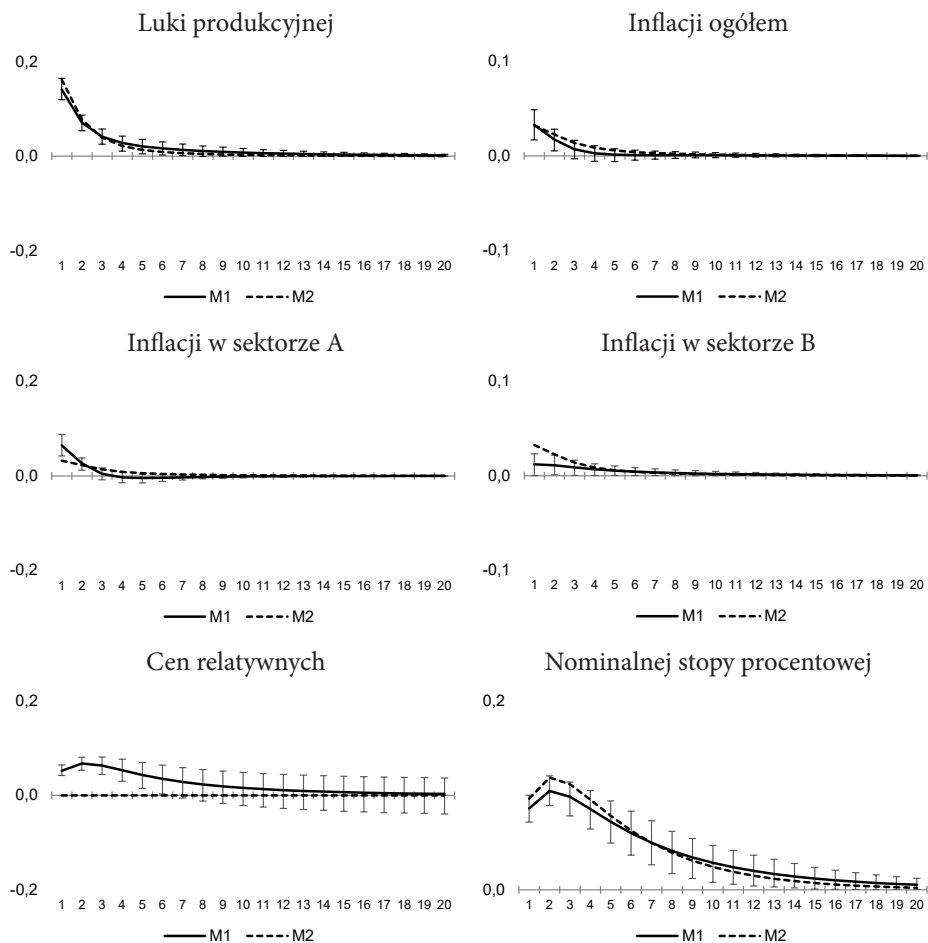 Luki produkcyjnej
0,2
0,0
-0,2
1 2 3 4 5 6 7 8 9 10 11 12 13 14 15 16 17 18 19 20
M1 M2
Inflacji ogółem
0,1
0,0
-0,1
1 2 3 4 5 6 7 8 9 10 11 12 13 14 15 16 17 18 19 20
M1 M2
Inflacji w sektorze A
0,2
0,0
-0,2
1 2 3 4 5 6 7 8 9 10 11 12 13 14 15 16 17 18 19 20
M1 M2
Inflacji w sektorze B
0,1
0,0
-0,1
1 2 3 4 5 6 7 8 9 10 11 12 13 14 15 16 17 18 19 20
M1 M2
Cen relatywnych
0,2
0,0
-0,2
1 2 3 4 5 6 7 8 9 10 11 12 13 14 15 16 17 18 19 20
M1 M2
Nominalnej stopy procentowej
0,2
0,0
1 2 3 4 5 6 7 8 9 10 11 12 13 14 15 16 17 18 19 20
M1 M2